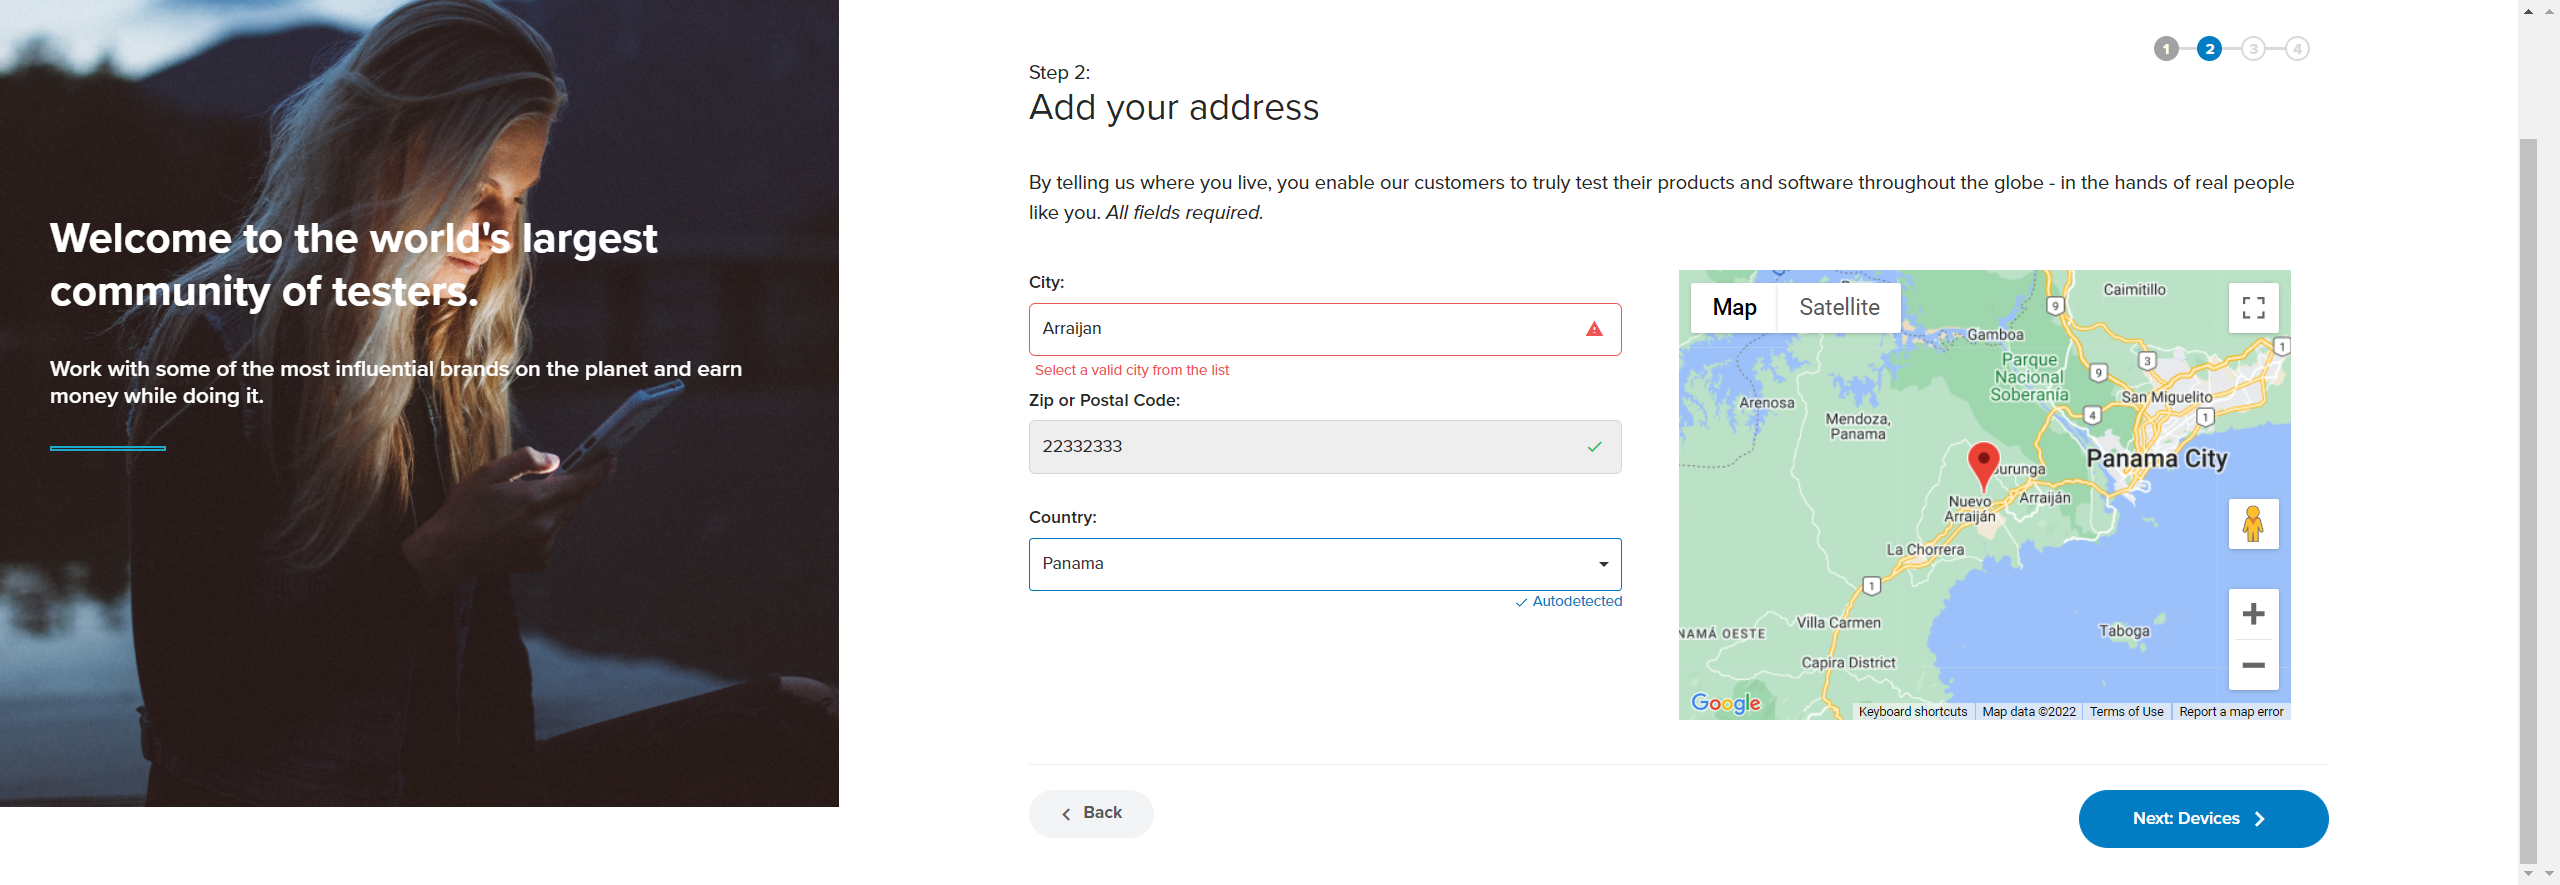 Welcome to the world's largest
community of testers.
Work with some of the most influential brands on the planet and earn
money while doing it.
1 2 3 4
Step 2:
Add your address
By telling us where you live, you enable our customers to truly test their products and software throughout the globe - in the hands of real people
like you. All fields required.
City:
Arraijan
Select a valid city from the list
Zip or Postal Code:
22332333
Country:
Panama
Autodetected
Map Satellite
Caimitillo
9
Gamboa
1
Parque
Nacional
Soberanía
3
9
Arenosa
San Miguelito
Mendoza,
Panama
4
1
Panama City
Burunga
Nuevo
Arraiján
Arraiján
La Chorrera
1
Villa Carmen
NAMÁ OESTE
Taboga
Capira District
Google
Keyboard shortcuts
Map data ©2022
Terms of Use
Report a map error
Back
Next: Devices